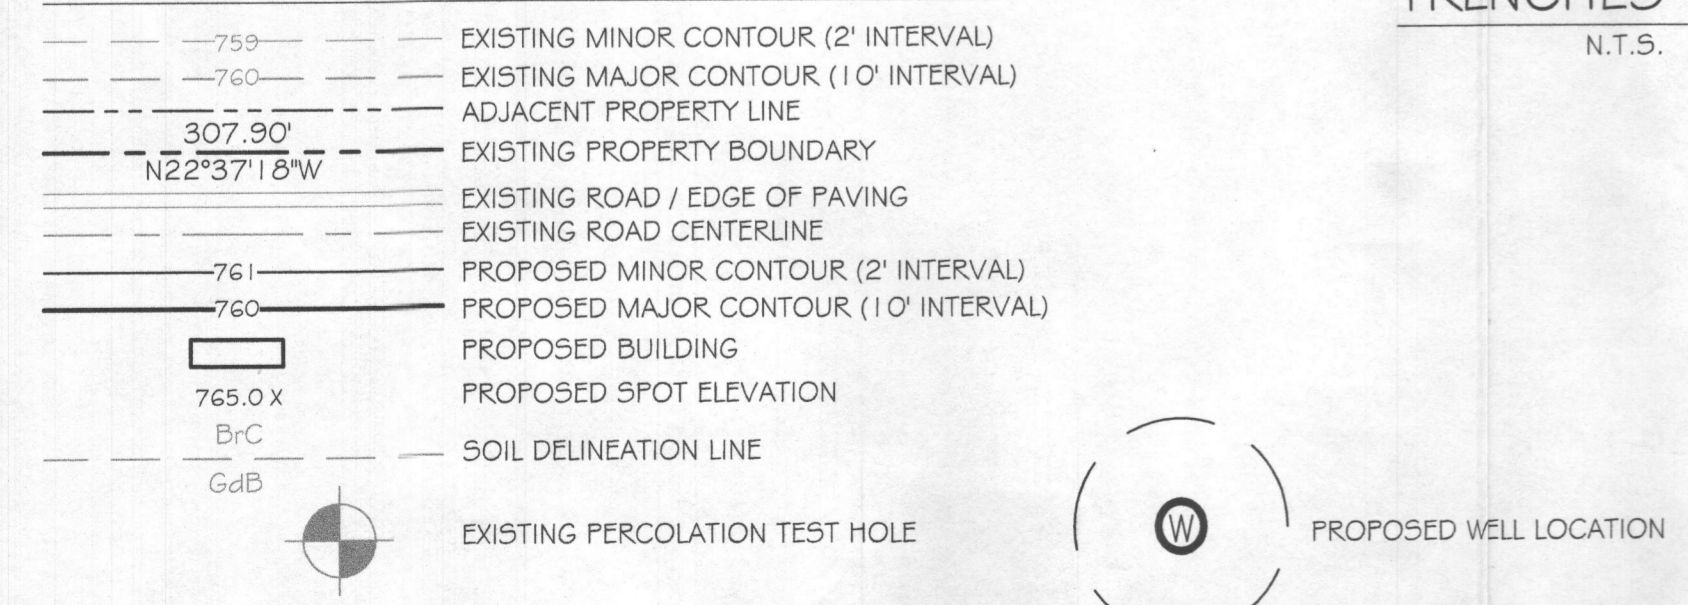 TRENCHES
N.T.S.
759 EXISTING MINOR CONTOUR (2' INTERVAL)
760 EXISTING MAJOR CONTOUR (10' INTERVAL)
ADJACENT PROPERTY LINE
307.90'
EXISTING PROPERTY BOUNDARY
N22°37'18"W
EXISTING ROAD / EDGE OF PAVING
EXISTING ROAD CENTERLINE
761 PROPOSED MINOR CONTOUR (2' INTERVAL)
760 PROPOSED MAJOR CONTOUR (10' INTERVAL)
PROPOSED BUILDING
765.0 X PROPOSED SPOT ELEVATION
BrC
SOIL DELINEATION LINE
GdB
EXISTING PERCOLATION TEST HOLE
W PROPOSED WELL LOCATION